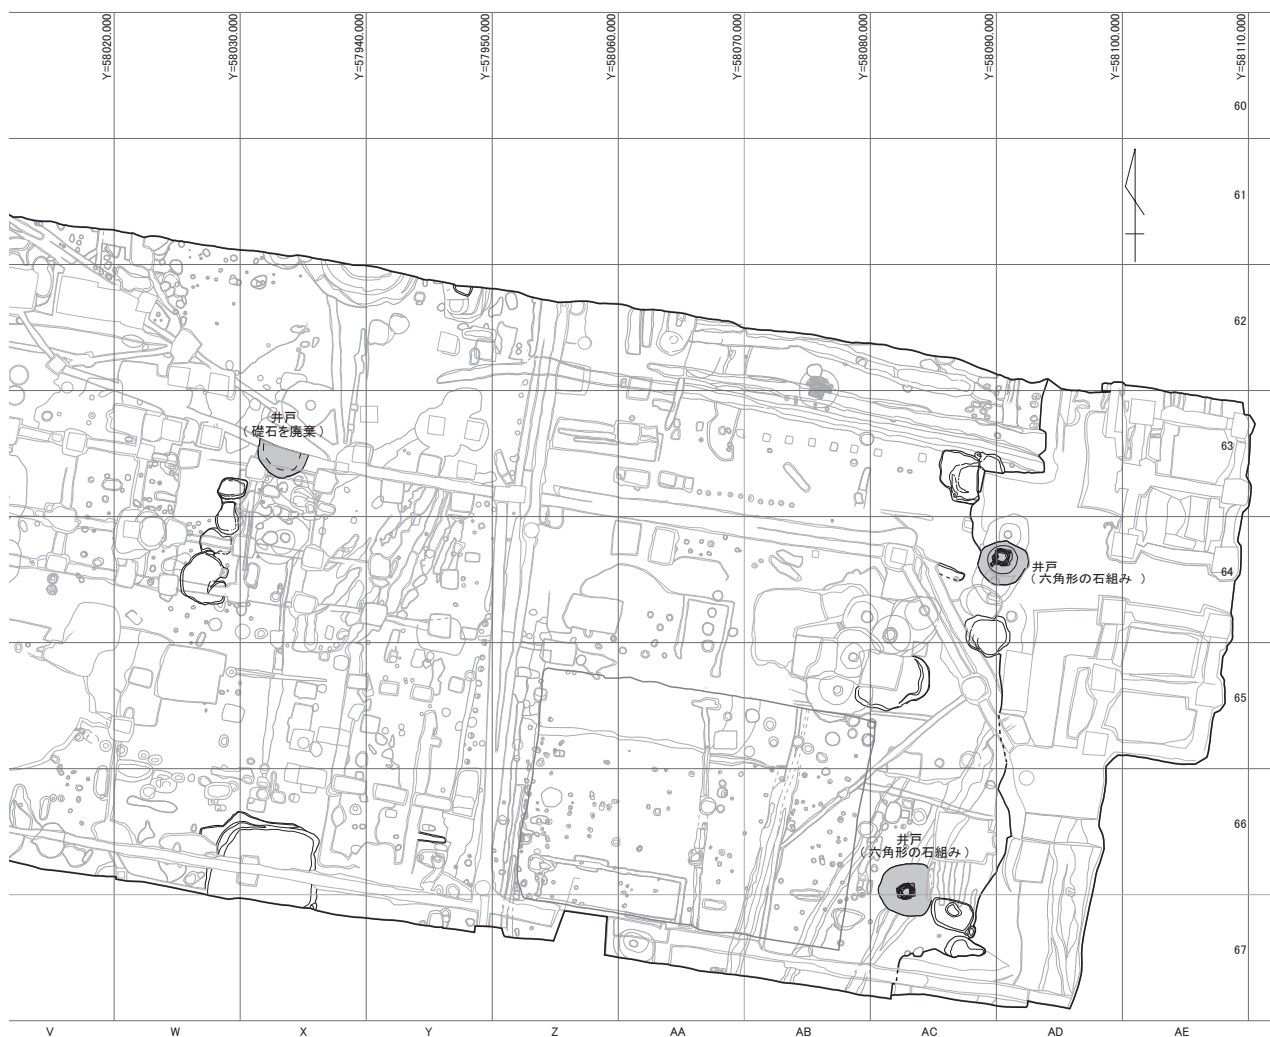 Y=58020.000
Y=58030.000
Y=57940.000
Y=57950.000
Y=58060.000
Y=58070.000
Y=58080.000
Y=58090.000
Y=58100.000
Y=58110.000
60
61
62
井戸
（礎石を廃棄）
63
井戸
（六角形の石組み　）
64
65
井戸
（六角形の石組み）
66
67
V
W
X
Y
Z
AA
AB
AC
AD
AE